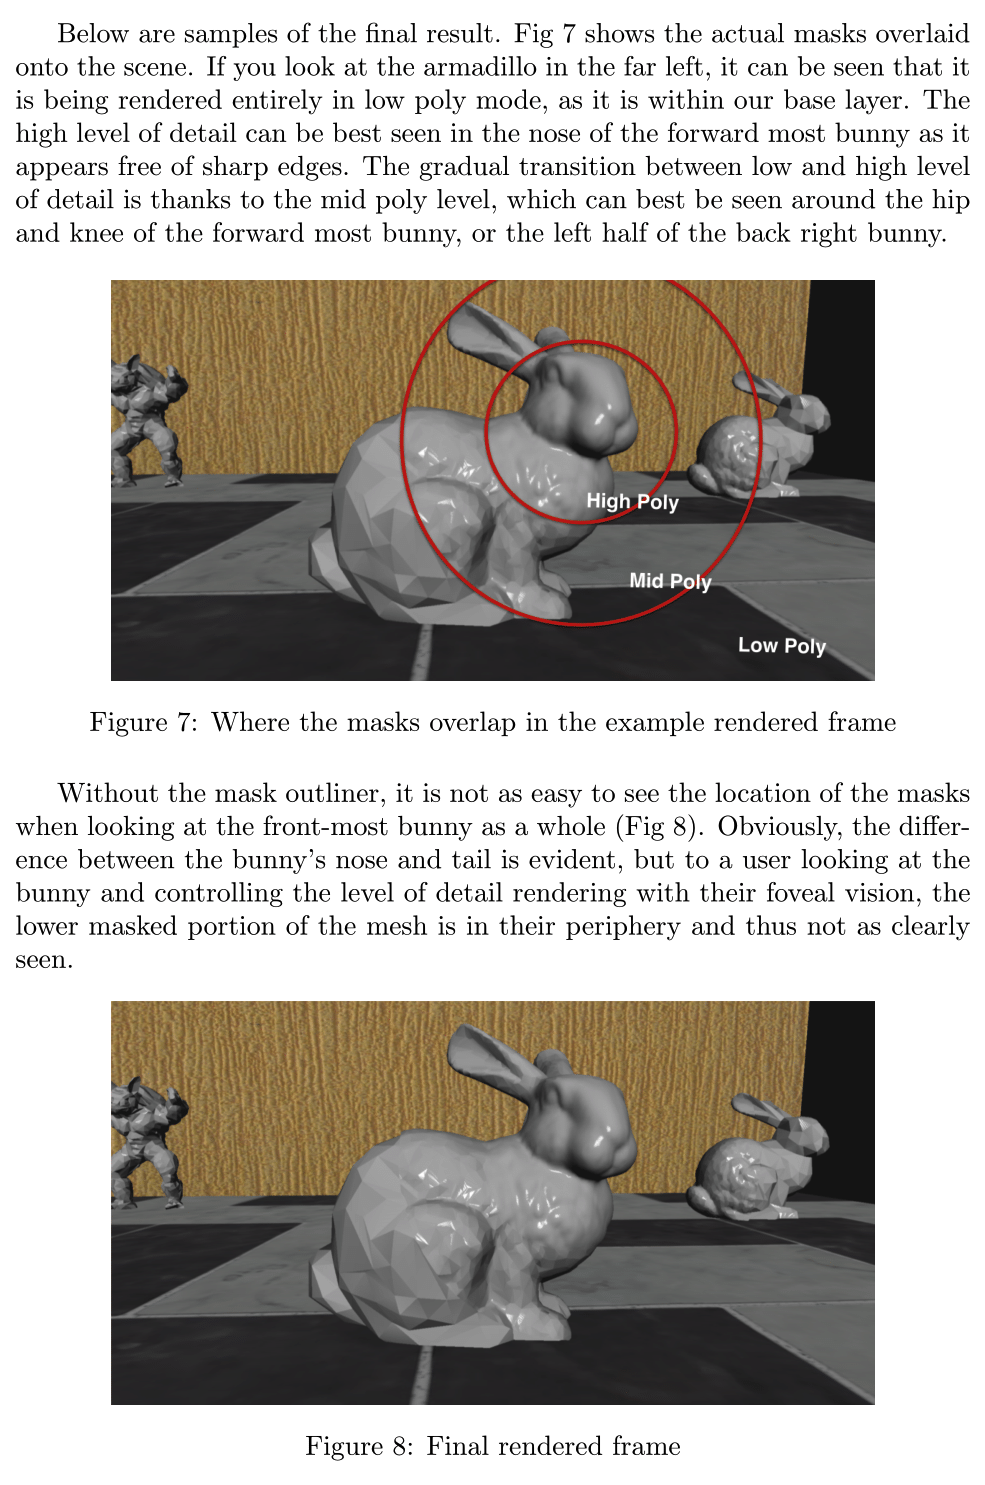 Below are samples of the final result. Fig 7 shows the actual masks overlaid
onto the scene. If you look at the armadillo in the far left, it can be seen that it
is being rendered entirely in low poly mode, as it is within our base layer. The
high level of detail can be best seen in the nose of the forward most bunny as it
appears free of sharp edges. The gradual transition between low and high level
of detail is thanks to the mid poly level, which can best be seen around the hip
and knee of the forward most bunny, or the left half of the back right bunny.
High Poly
Mid Poly
Low Poly
Figure 7: Where the masks overlap in the example rendered frame
Without the mask outliner, it is not as easy to see the location of the masks
when looking at the front-most bunny as a whole (Fig 8). Obviously, the differ-
ence between the bunny's nose and tail is evident, but to a user looking at the
bunny and controlling the level of detail rendering with their foveal vision, the
lower masked portion of the mesh is in their periphery and thus not as clearly
seen.
Figure 8: Final rendered frame